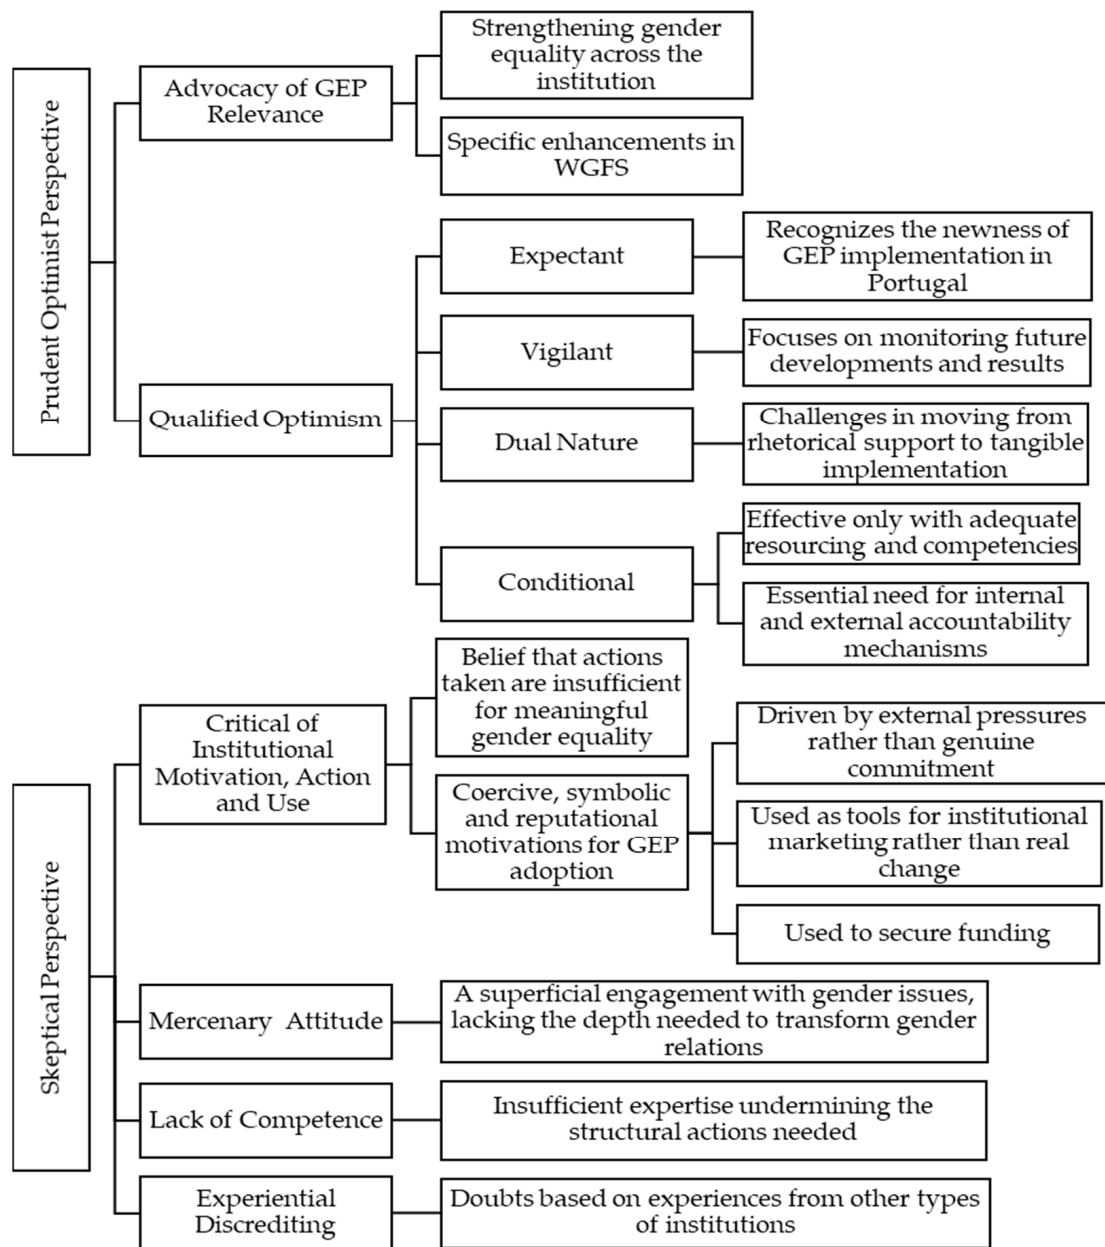 Prudent Optimist Perspective
Advocacy of GEP
Relevance
Strengthening gender
equality across the
institution
Specific enhancements in
WGFS
Qualified Optimism
Expectant
Recognizes the newness of
GEP implementation in
Portugal
Vigilant
Focuses on monitoring future
developments and results
Dual Nature
Challenges in moving from
rhetorical support to tangible
implementation
Conditional
Effective only with adequate
resourcing and competencies
Essential need for internal
and external accountability
mechanisms
Skeptical Perspective
Critical of
Institutional
Motivation, Action
and Use
Belief that actions
taken are insufficient
for meaningful
gender equality
Coercive, symbolic
and reputational
motivations for GEP
adoption
Driven by external pressures
rather than genuine
commitment
Used as tools for institutional
marketing rather than real
change
Used to secure funding
Mercenary Attitude
A superficial engagement with gender issues,
lacking the depth needed to transform gender
relations
Lack of Competence
Insufficient expertise undermining the
structural actions needed
Experiential
Discrediting
Doubts based on experiences from other types
of institutions